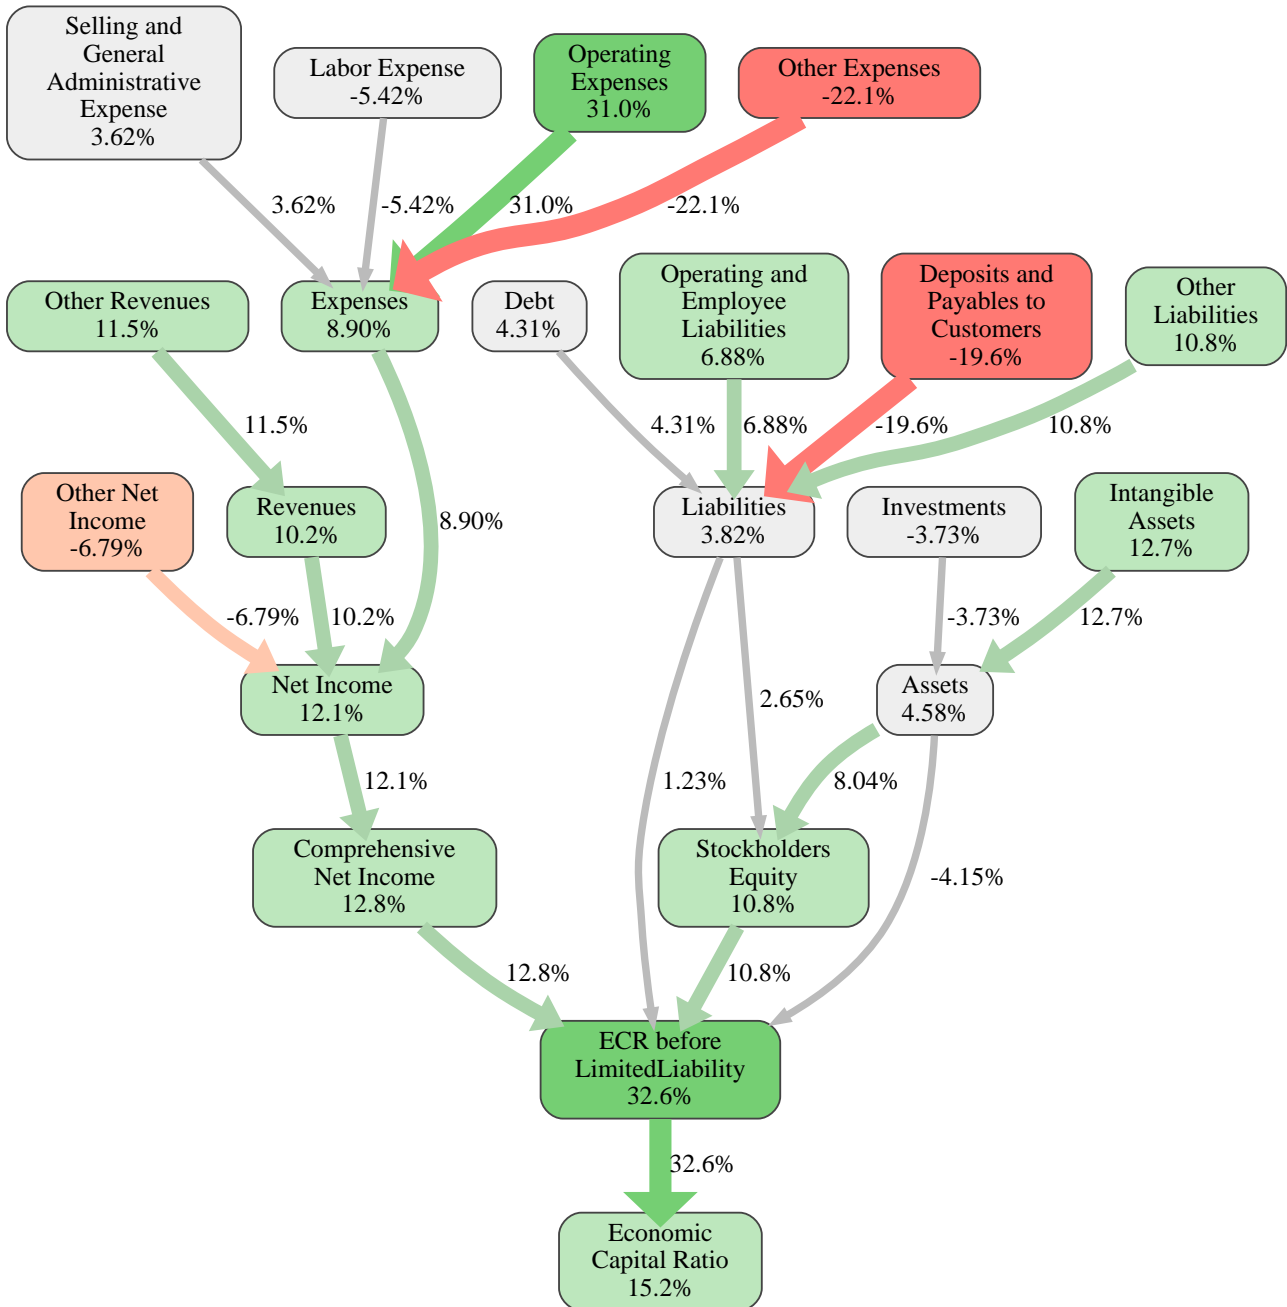 Selling and
General
Administrative
Expense
3.62%
Labor Expense
-5.42%
Operating
Expenses
31.0%
Other Expenses
-22.1%
3.62%
-5.42%
31.0%
-22.1%
Other Revenues
11.5%
Expenses
8.90%
Debt
4.31%
Operating and
Employee
Liabilities
6.88%
Deposits and
Payables to
Customers
-19.6%
Other
Liabilities
10.8%
11.5%
8.90%
4.31%
6.88%
-19.6%
10.8%
Other Net
Income
-6.79%
Revenues
10.2%
Liabilities
3.82%
Investments
-3.73%
Intangible
Assets
12.7%
-6.79%
10.2%
-3.73%
12.7%
Net Income
12.1%
2.65%
Assets
4.58%
12.1%
1.23%
8.04%
-4.15%
Comprehensive
Net Income
12.8%
Stockholders
Equity
10.8%
12.8%
10.8%
ECR before
LimitedLiability
32.6%
32.6%
Economic
Capital Ratio
15.2%